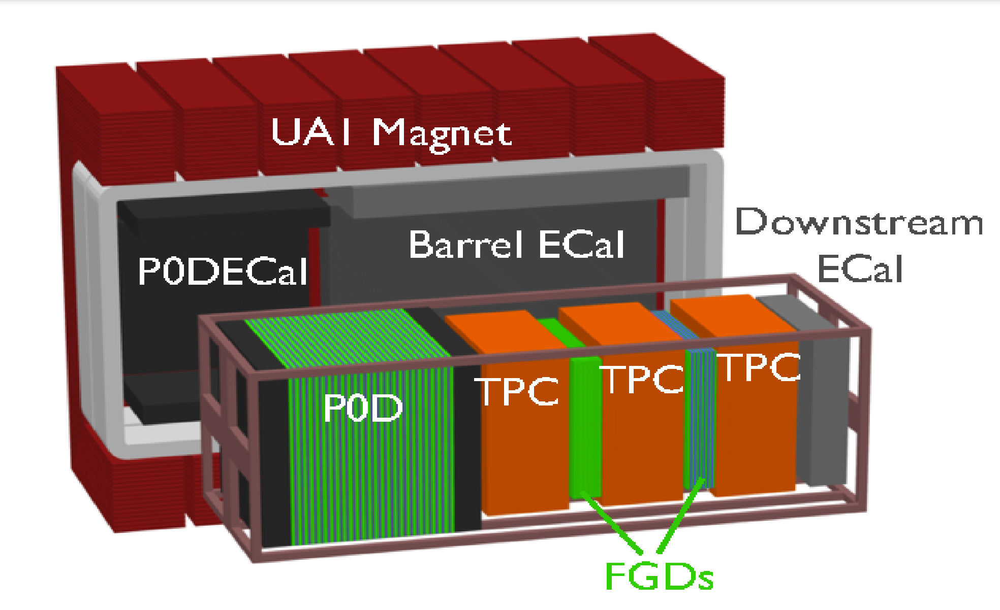 UA1 Magnet
Downstream
ECal
Barrel ECal
P0DECal
P0D
TPC
TPC
TPC
FGDs